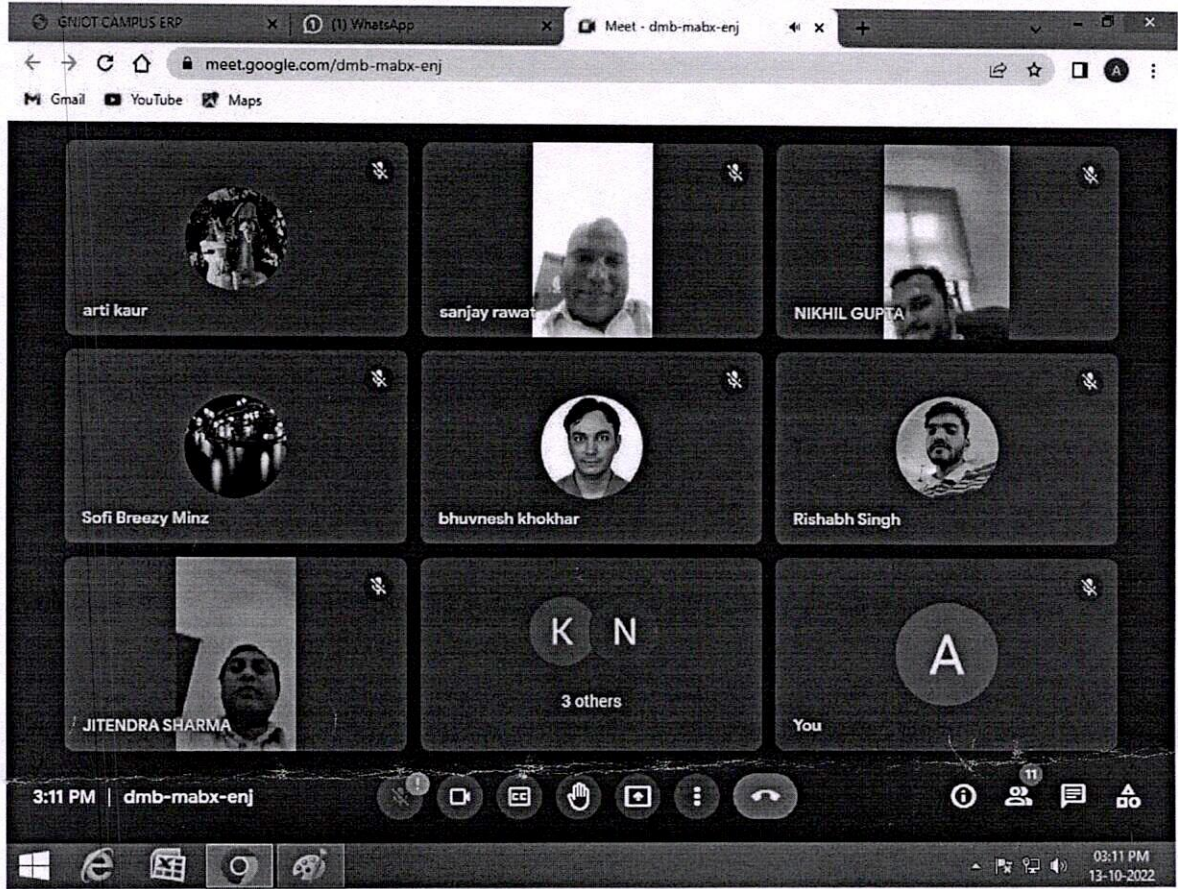 GNIOT CAMPUS ERP (1) WhatsApp Meet - dmb-mabx-enj
meet.google.com/dmb-mabx-enj A
Gmail YouTube Maps
arti kaur sanjay rawat NIKHIL GUPTA
Sofi Breezy Minz bhuvnesh khokhar Rishabh Singh
K N A
3 others
JITENDRA SHARMA You
11
3:11 PM | dmb-mabx-enj CC
03:11 PM
13-10-2022